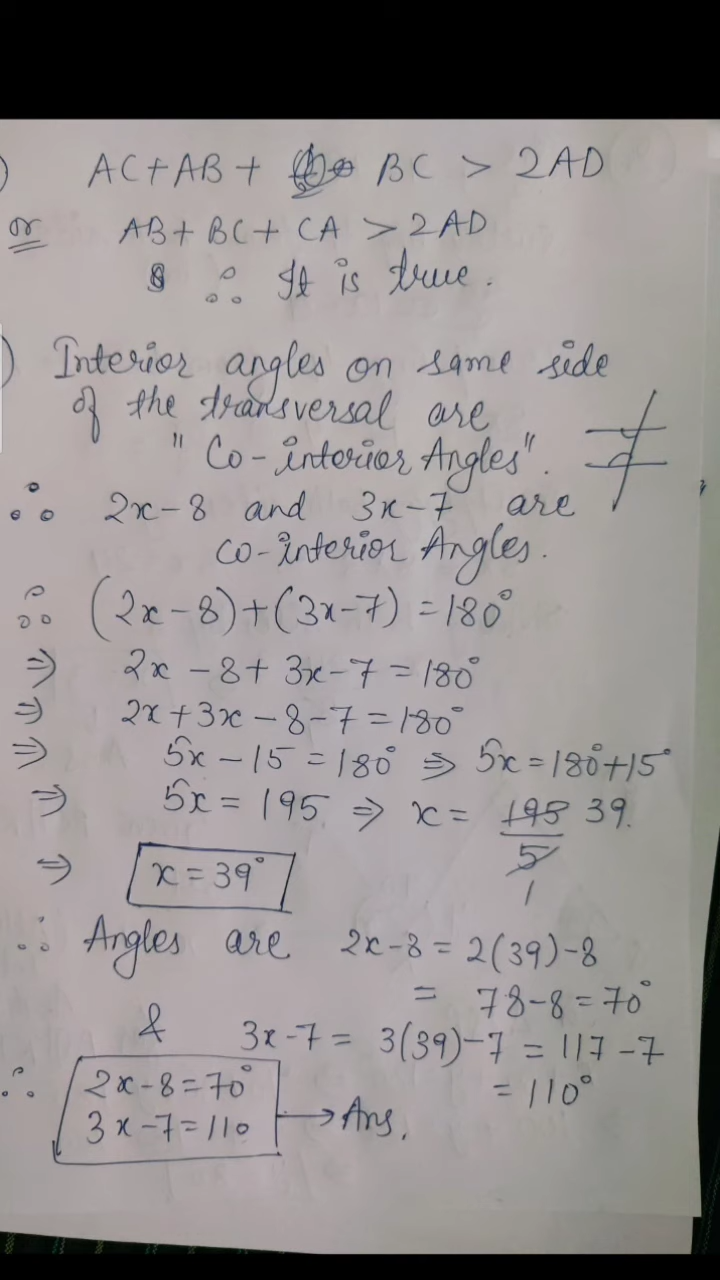 ) AC+AB+ BC > 2AD
or AB+ BC+ CA > 2AD
∴ It is true.
) Interior angles on same side
of the transversal are
" Co-interior Angles".
∴ 2x-8 and 3x-7 are
co-interior Angles.
∴ (2x-8)+(3x-7) = 180°
⇒ 2x -8+ 3x-7 = 180°
⇒ 2x+3x-8-7 = 180°
⇒ 5x-15 = 180° ⇒ 5x = 180°+15°
⇒ 5x = 195 ⇒ x = 195/5 39.
1
⇒ x = 39°
∴ Angles are 2x-8 = 2(39)-8
= 78-8 = 70°
& 3x-7 = 3(39)-7 = 117-7
= 110°
∴ 2x-8 = 70°
3x-7 = 110 → Ans,